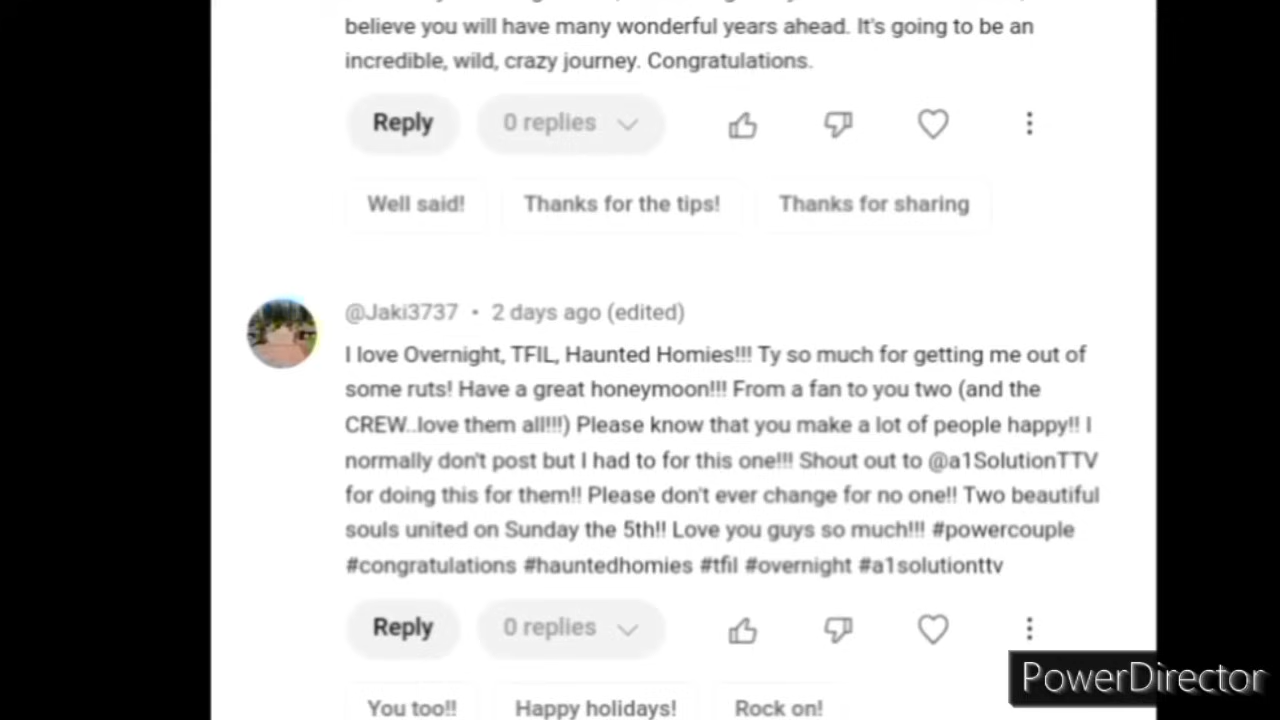 believe you will have many wonderful years ahead. It's going to be an
incredible, wild, crazy journey. Congratulations.
Reply
0 replies
Well said!
Thanks for the tips!
Thanks for sharing
@Jaki3737 • 2 days ago (edited)
I love Overnight, TFIL, Haunted Homies!!! Ty so much for getting me out of
some ruts! Have a great honeymoon!!! From a fan to you two (and the
CREW..love them all!!!) Please know that you make a lot of people happy!! I
normally don't post but I had to for this one!!! Shout out to @a1SolutionTTV
for doing this for them!! Please don't ever change for no one!! Two beautiful
souls united on Sunday the 5th!! Love you guys so much!!! #powercouple
#congratulations #hauntedhomies #tfil #overnight #a1solutionttv
Reply
0 replies
PowerDirector
You too!!
Happy holidays!
Rock on!